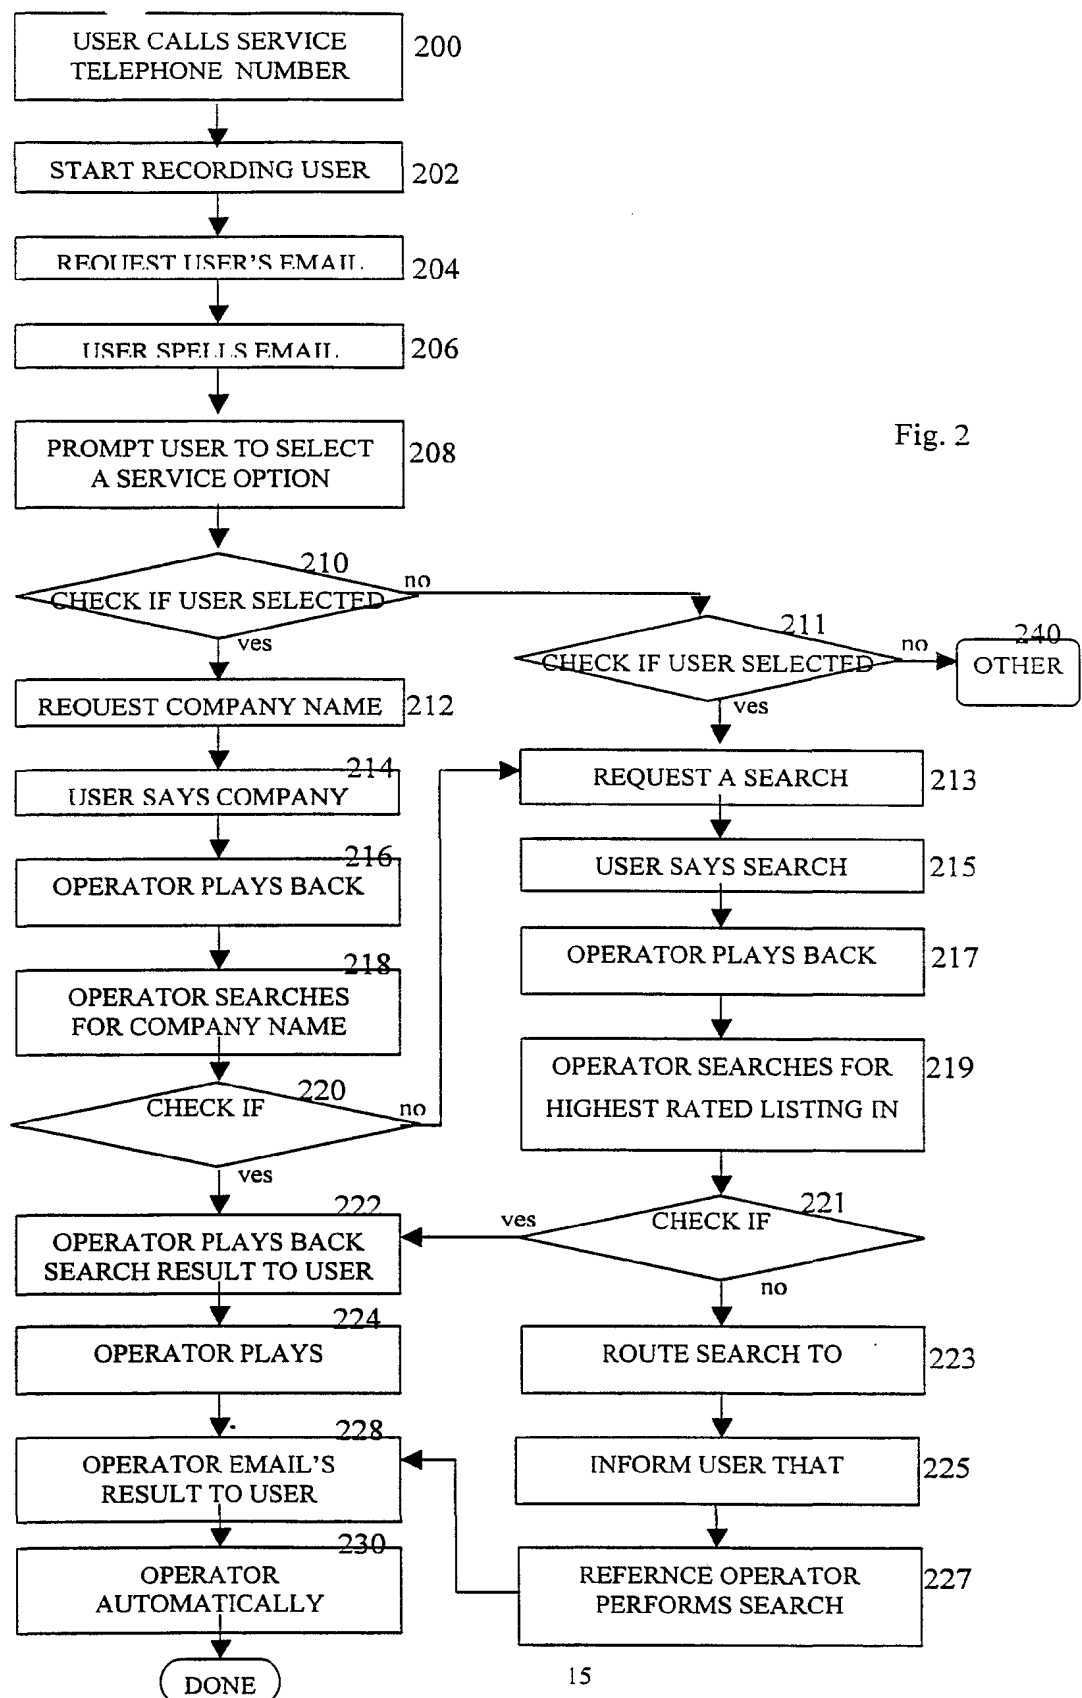 USER CALLS SERVICE
TELEPHONE NUMBER
200
START RECORDING USER
202
REQUEST USER'S EMAIL
204
USER SPELLS EMAIL
206
PROMPT USER TO SELECT
A SERVICE OPTION
208
Fig. 2
210
CHECK IF USER SELECTED
no
yes
211
CHECK IF USER SELECTED
no
yes
240
OTHER
REQUEST COMPANY NAME
212
214
USER SAYS COMPANY
216
OPERATOR PLAYS BACK
218
OPERATOR SEARCHES
FOR COMPANY NAME
220
CHECK IF
no
yes
REQUEST A SEARCH
213
USER SAYS SEARCH
215
OPERATOR PLAYS BACK
217
OPERATOR SEARCHES FOR
HIGHEST RATED LISTING IN
219
221
CHECK IF
yes
no
222
OPERATOR PLAYS BACK
SEARCH RESULT TO USER
224
OPERATOR PLAYS
228
OPERATOR EMAIL'S
RESULT TO USER
230
OPERATOR
AUTOMATICALLY
DONE
ROUTE SEARCH TO
223
INFORM USER THAT
225
REFERNCE OPERATOR
PERFORMS SEARCH
227
15